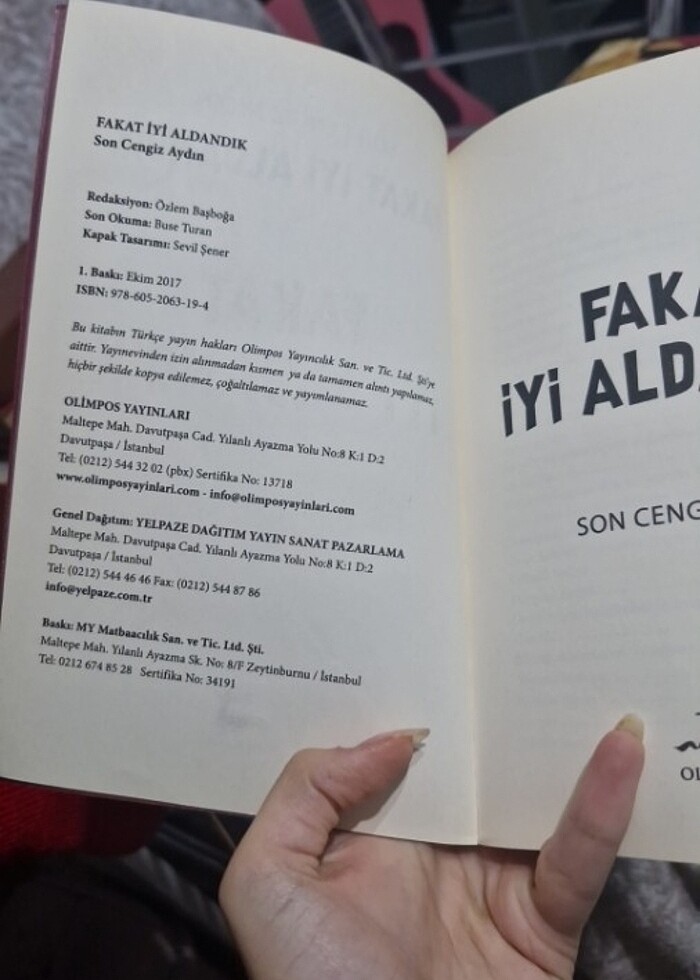 FAKAT İYİ ALDANDIK
Son Cengiz Aydın
Redaksiyon: Özlem Başboğa
Son Okuma: Buse Turan
Kapak Tasarımı: Sevil Şener
1. Baskı: Ekim 2017
ISBN: 978-605-2063-19-4
Bu kitabın Türkçe yayın hakları Olimpos Yayıncılık San. ve Tic. Ltd. Şti'ye
aittir. Yayınevinden izin alınmadan kısmen ya da tamamen alıntı yapılamaz,
hiçbir şekilde kopya edilemez, çoğaltılamaz ve yayımlanamaz.
OLİMPOS YAYINLARI
Maltepe Mah. Davutpaşa Cad. Yılanlı Ayazma Yolu No:8 K:1 D:2
Davutpaşa / İstanbul
Tel: (0212) 544 32 02 (pbx) Sertifika No: 13718
www.olimposyayinlari.com - info@olimposyayinlari.com
Genel Dağıtım: YELPAZE DAĞITIM YAYIN SANAT PAZARLAMA
Maltepe Mah. Davutpaşa Cad. Yılanlı Ayazma Yolu No:8 K:1 D:2
Davutpaşa / İstanbul
Tel: (0212) 544 46 46 Fax: (0212) 544 87 86
info@yelpaze.com.tr
Baskı: MY Matbaacılık San. ve Tic. Ltd. Şti.
Maltepe Mah. Yılanlı Ayazma Sk. No: 8/F Zeytinburnu / İstanbul
Tel: 0212 674 85 28 Sertifika No: 34191
FAKA
İYİ ALDA
SON CENG
OL